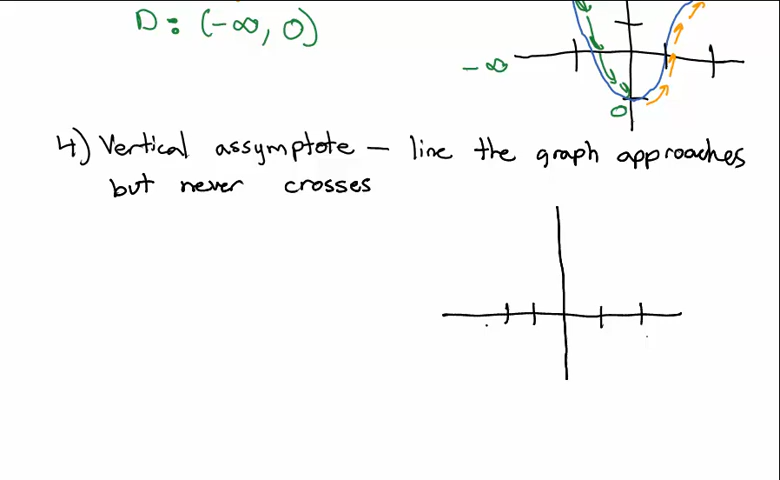 D: (-∞, 0)
-∞
0
4) Vertical assymptote — line the graph approaches
but never crosses